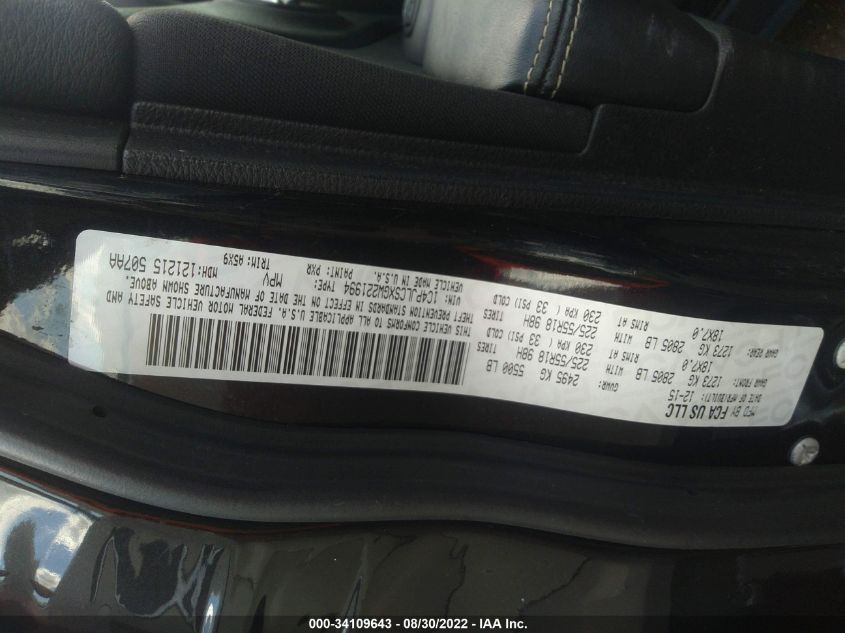 MFD BY FCA US LLC
DATE OF MFR(BUILT): 12-15
GVWR: 2495 KG 5500 LB
GAWR FRONT: 1273 KG 2805 LB WITH TIRES 225/55R18 98H
18X7.0 RIMS AT 230 KPA ( 33 PSI) COLD
GAWR REAR: 1273 KG 2805 LB WITH TIRES 225/55R18 98H
18X7.0 RIMS AT 230 KPA ( 33 PSI) COLD
THIS VEHICLE CONFORMS TO ALL APPLICABLE U.S.A. FEDERAL MOTOR VEHICLE SAFETY AND
THEFT PREVENTION STANDARDS IN EFFECT ON THE DATE OF MANUFACTURE SHOWN ABOVE.
VIN: 1C4PJLCSXGW221994 TYPE: MPV MDH:121215 507AA
VEHICLE MADE IN U.S.A. PAINT: PXR TRIM: A5X9
000-34109643 - 08/30/2022 - IAA Inc.